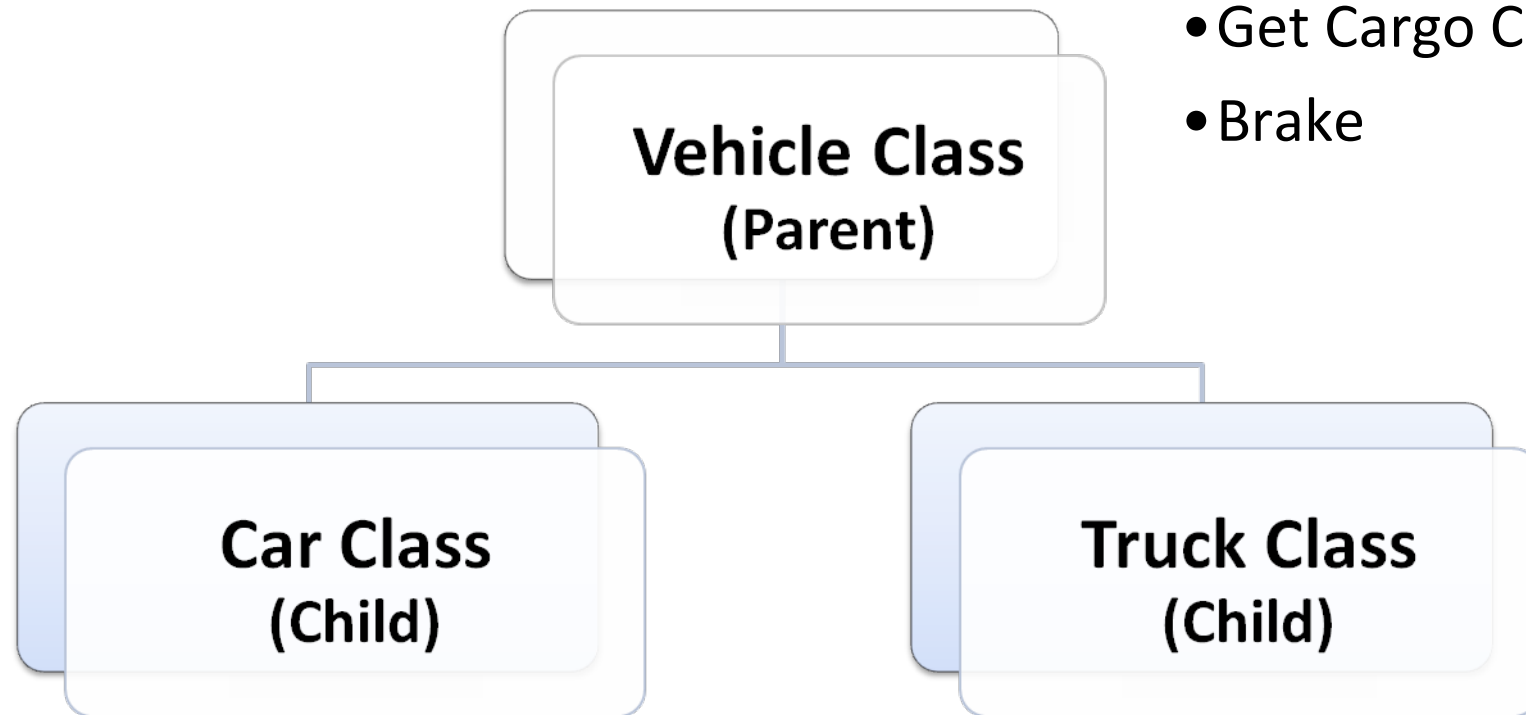 • Get Cargo C
• Brake
Vehicle Class
(Parent)
Car Class
(Child)
Truck Class
(Child)